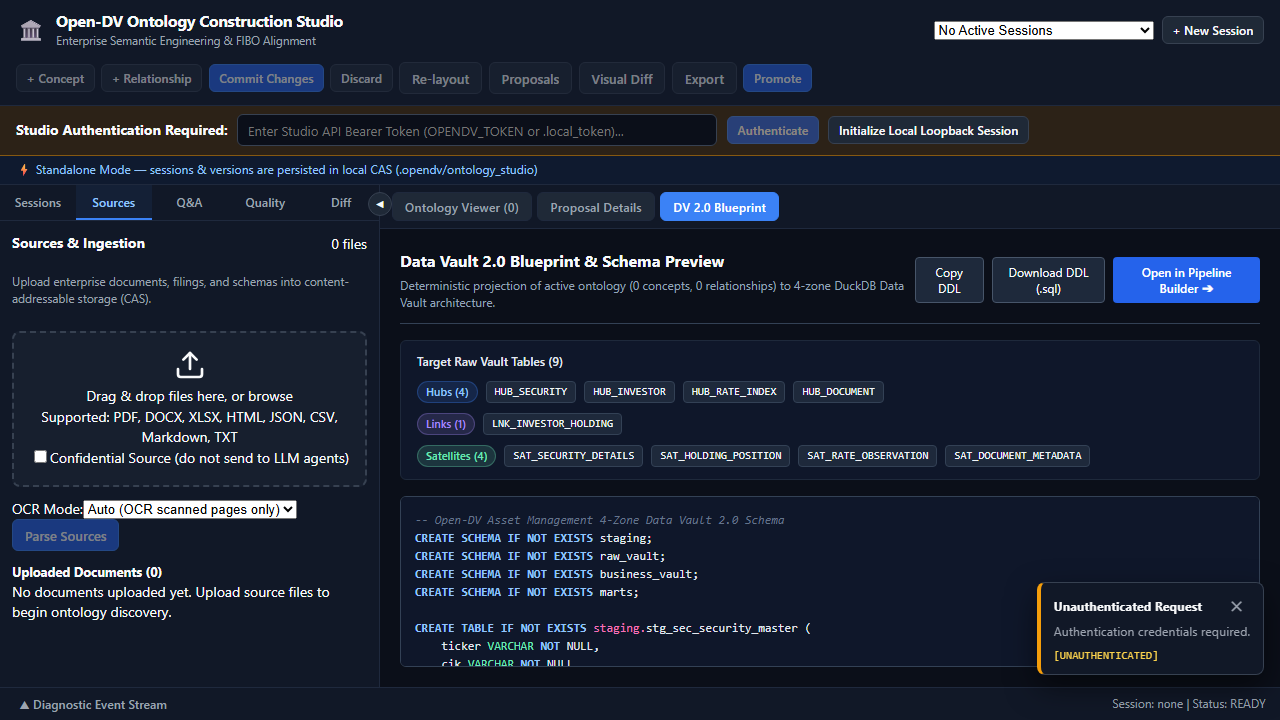 Open-DV Ontology Construction Studio
Enterprise Semantic Engineering & FIBO Alignment
No Active Sessions
+ New Session
+ Concept
+ Relationship
Commit Changes
Discard
Re-layout
Proposals
Visual Diff
Export
Promote
Studio Authentication Required:
Enter Studio API Bearer Token (OPENDV_TOKEN or .local_token)...
Authenticate
Initialize Local Loopback Session
⚡ Standalone Mode — sessions & versions are persisted in local CAS (.opendv/ontology_studio)
Sessions
Sources
Q&A
Quality
Diff
◀
Ontology Viewer (0)
Proposal Details
DV 2.0 Blueprint
Sources & Ingestion
0 files
Upload enterprise documents, filings, and schemas into content-
addressable storage (CAS).
Drag & drop files here, or browse
Supported: PDF, DOCX, XLSX, HTML, JSON, CSV,
Markdown, TXT
Confidential Source (do not send to LLM agents)
OCR Mode:
Auto (OCR scanned pages only)
Parse Sources
Uploaded Documents (0)
No documents uploaded yet. Upload source files to
begin ontology discovery.
Data Vault 2.0 Blueprint & Schema Preview
Deterministic projection of active ontology (0 concepts, 0 relationships) to 4-zone DuckDB Data
Vault architecture.
Copy
DDL
Download DDL
(.sql)
Open in Pipeline
Builder ➔
Target Raw Vault Tables (9)
Hubs (4)
HUB_SECURITY
HUB_INVESTOR
HUB_RATE_INDEX
HUB_DOCUMENT
Links (1)
LNK_INVESTOR_HOLDING
Satellites (4)
SAT_SECURITY_DETAILS
SAT_HOLDING_POSITION
SAT_RATE_OBSERVATION
SAT_DOCUMENT_METADATA
-- Open-DV Asset Management 4-Zone Data Vault 2.0 Schema
CREATE SCHEMA IF NOT EXISTS staging;
CREATE SCHEMA IF NOT EXISTS raw_vault;
CREATE SCHEMA IF NOT EXISTS business_vault;
CREATE SCHEMA IF NOT EXISTS marts;
CREATE TABLE IF NOT EXISTS staging.stg_sec_security_master (
ticker VARCHAR NOT NULL,
cik VARCHAR NOT NULL
Unauthenticated Request
✕
Authentication credentials required.
[UNAUTHENTICATED]
▲ Diagnostic Event Stream
Session: none | Status: READY